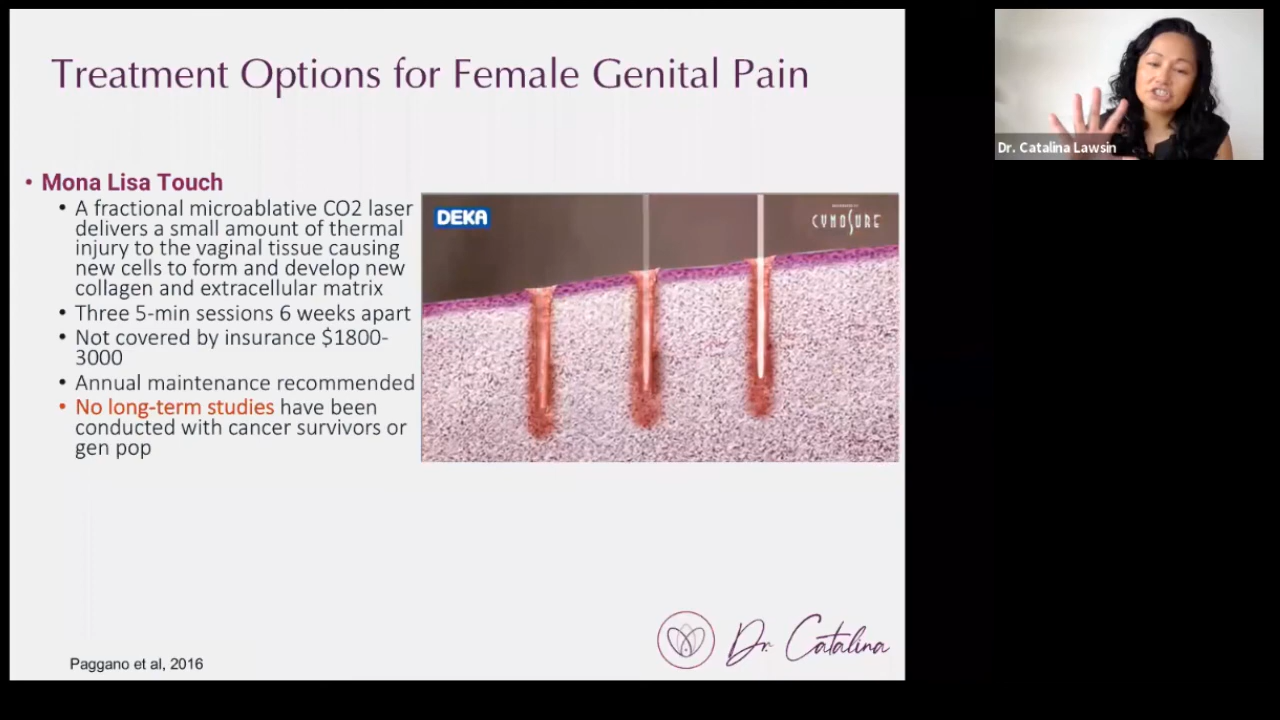 Treatment Options for Female Genital Pain
Dr. Catalina Lawsin
• Mona Lisa Touch
• A fractional microablative CO2 laser
delivers a small amount of thermal
injury to the vaginal tissue causing
new cells to form and develop new
collagen and extracellular matrix
• Three 5-min sessions 6 weeks apart
• Not covered by insurance $1800-
3000
• Annual maintenance recommended
• No long-term studies have been
conducted with cancer survivors or
gen pop
DEKA
CYNOSURE
Dr. Catalina
Paggano et al, 2016